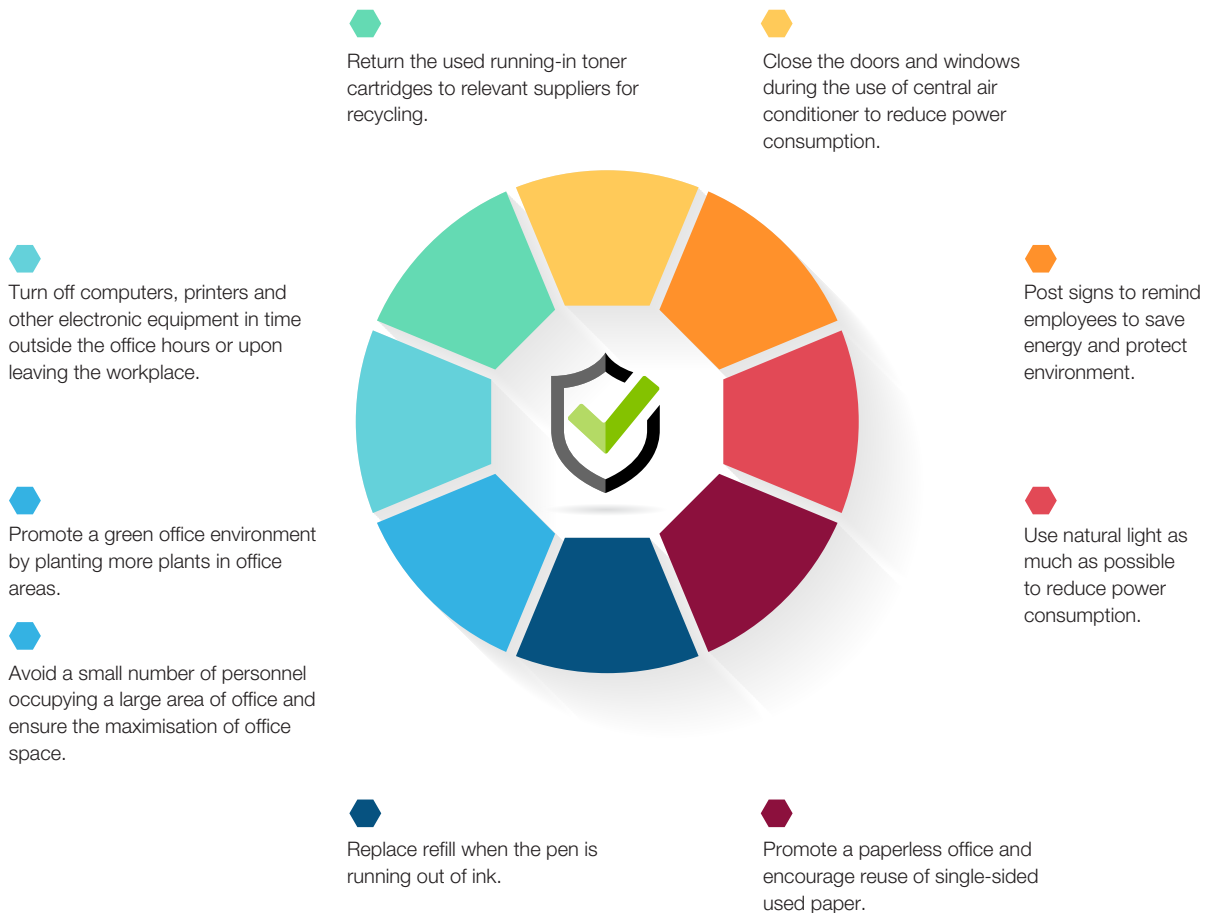 Return the used running-in toner
cartridges to relevant suppliers for
recycling.
Close the doors and windows
during the use of central air
conditioner to reduce power
consumption.
Turn off computers, printers and
other electronic equipment in time
outside the office hours or upon
leaving the workplace.
Post signs to remind
employees to save
energy and protect
environment.
Promote a green office environment
by planting more plants in office
areas.
Use natural light as
much as possible
to reduce power
consumption.
Avoid a small number of personnel
occupying a large area of office and
ensure the maximisation of office
space.
Replace refill when the pen is
running out of ink.
Promote a paperless office and
encourage reuse of single-sided
used paper.